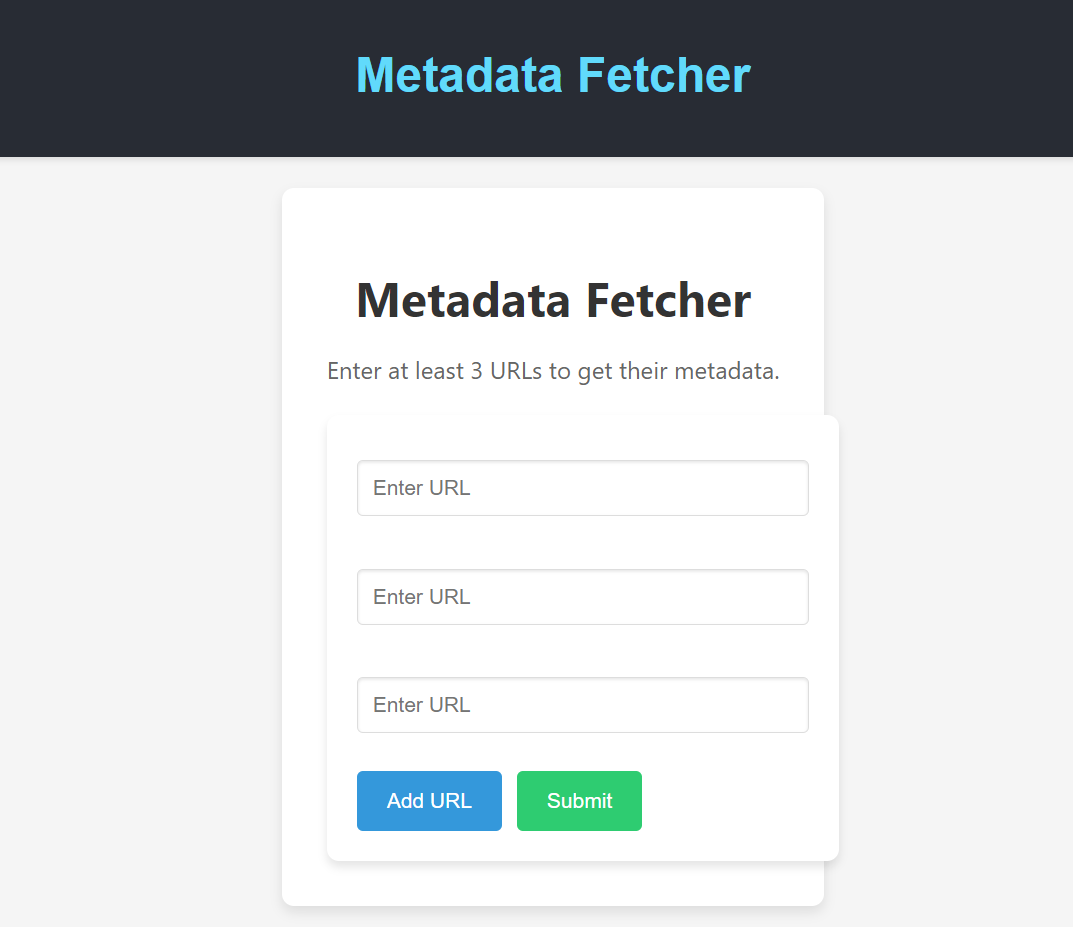 Metadata Fetcher
Metadata Fetcher
Enter at least 3 URLs to get their metadata.
Enter URL
Enter URL
Enter URL
Add URL Submit